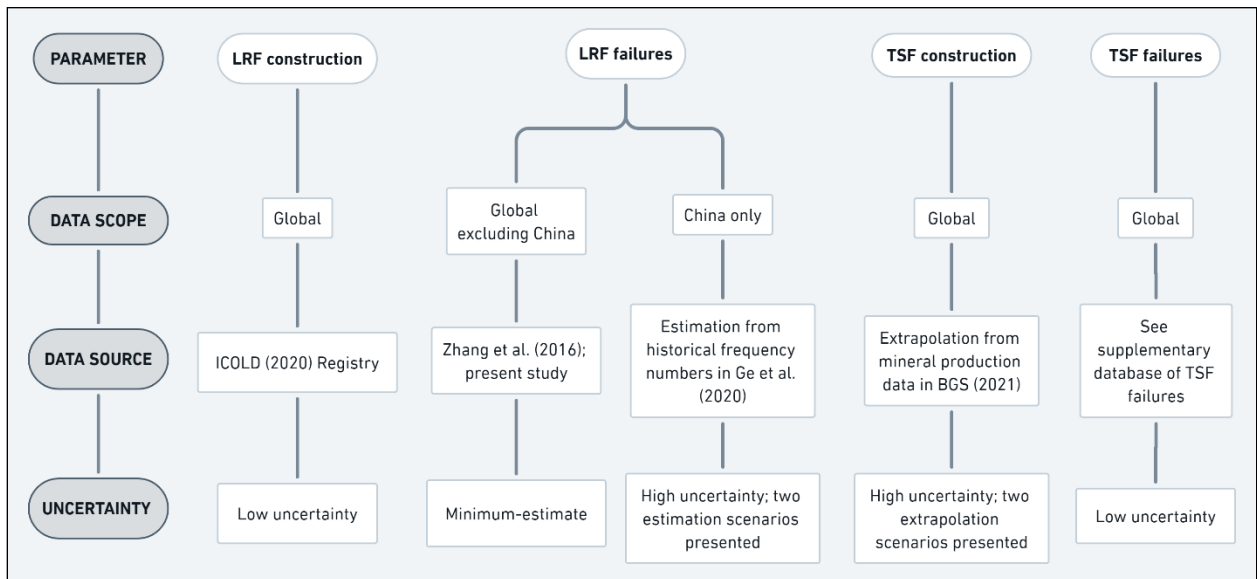 PARAMETER
LRF construction
LRF failures
TSF construction
TSF failures
DATA SCOPE
Global
Global
excluding China
China only
Global
Global
DATA SOURCE
ICOLD (2020) Registry
Zhang et al. (2016);
present study
Estimation from
historical frequency
numbers in Ge et al.
(2020)
Extrapolation from
mineral production
data in BGS (2021)
See
supplementary
database of TSF
failures
UNCERTAINTY
Low uncertainty
Minimum-estimate
High uncertainty; two
estimation scenarios
presented
High uncertainty; two
extrapolation
scenarios presented
Low uncertainty